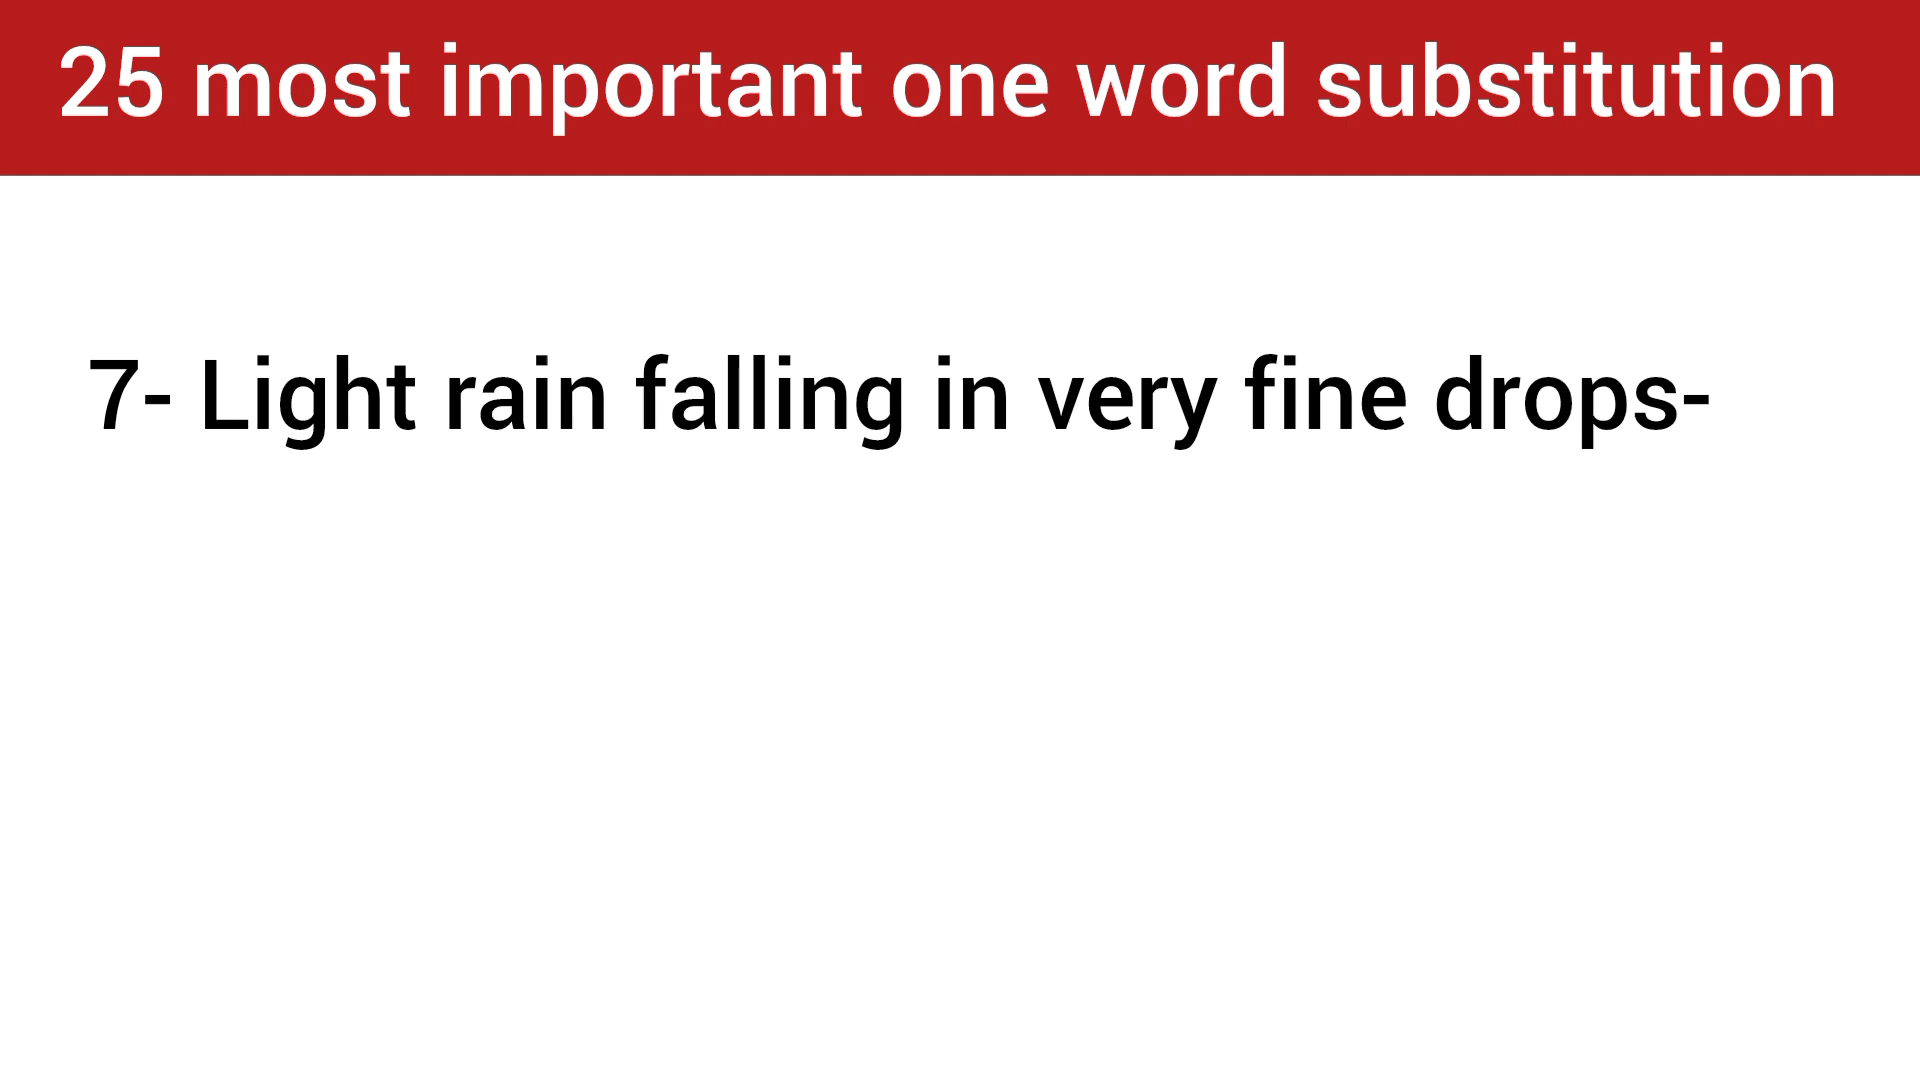 25 most important one word substitution
7- Light rain falling in very fine drops-